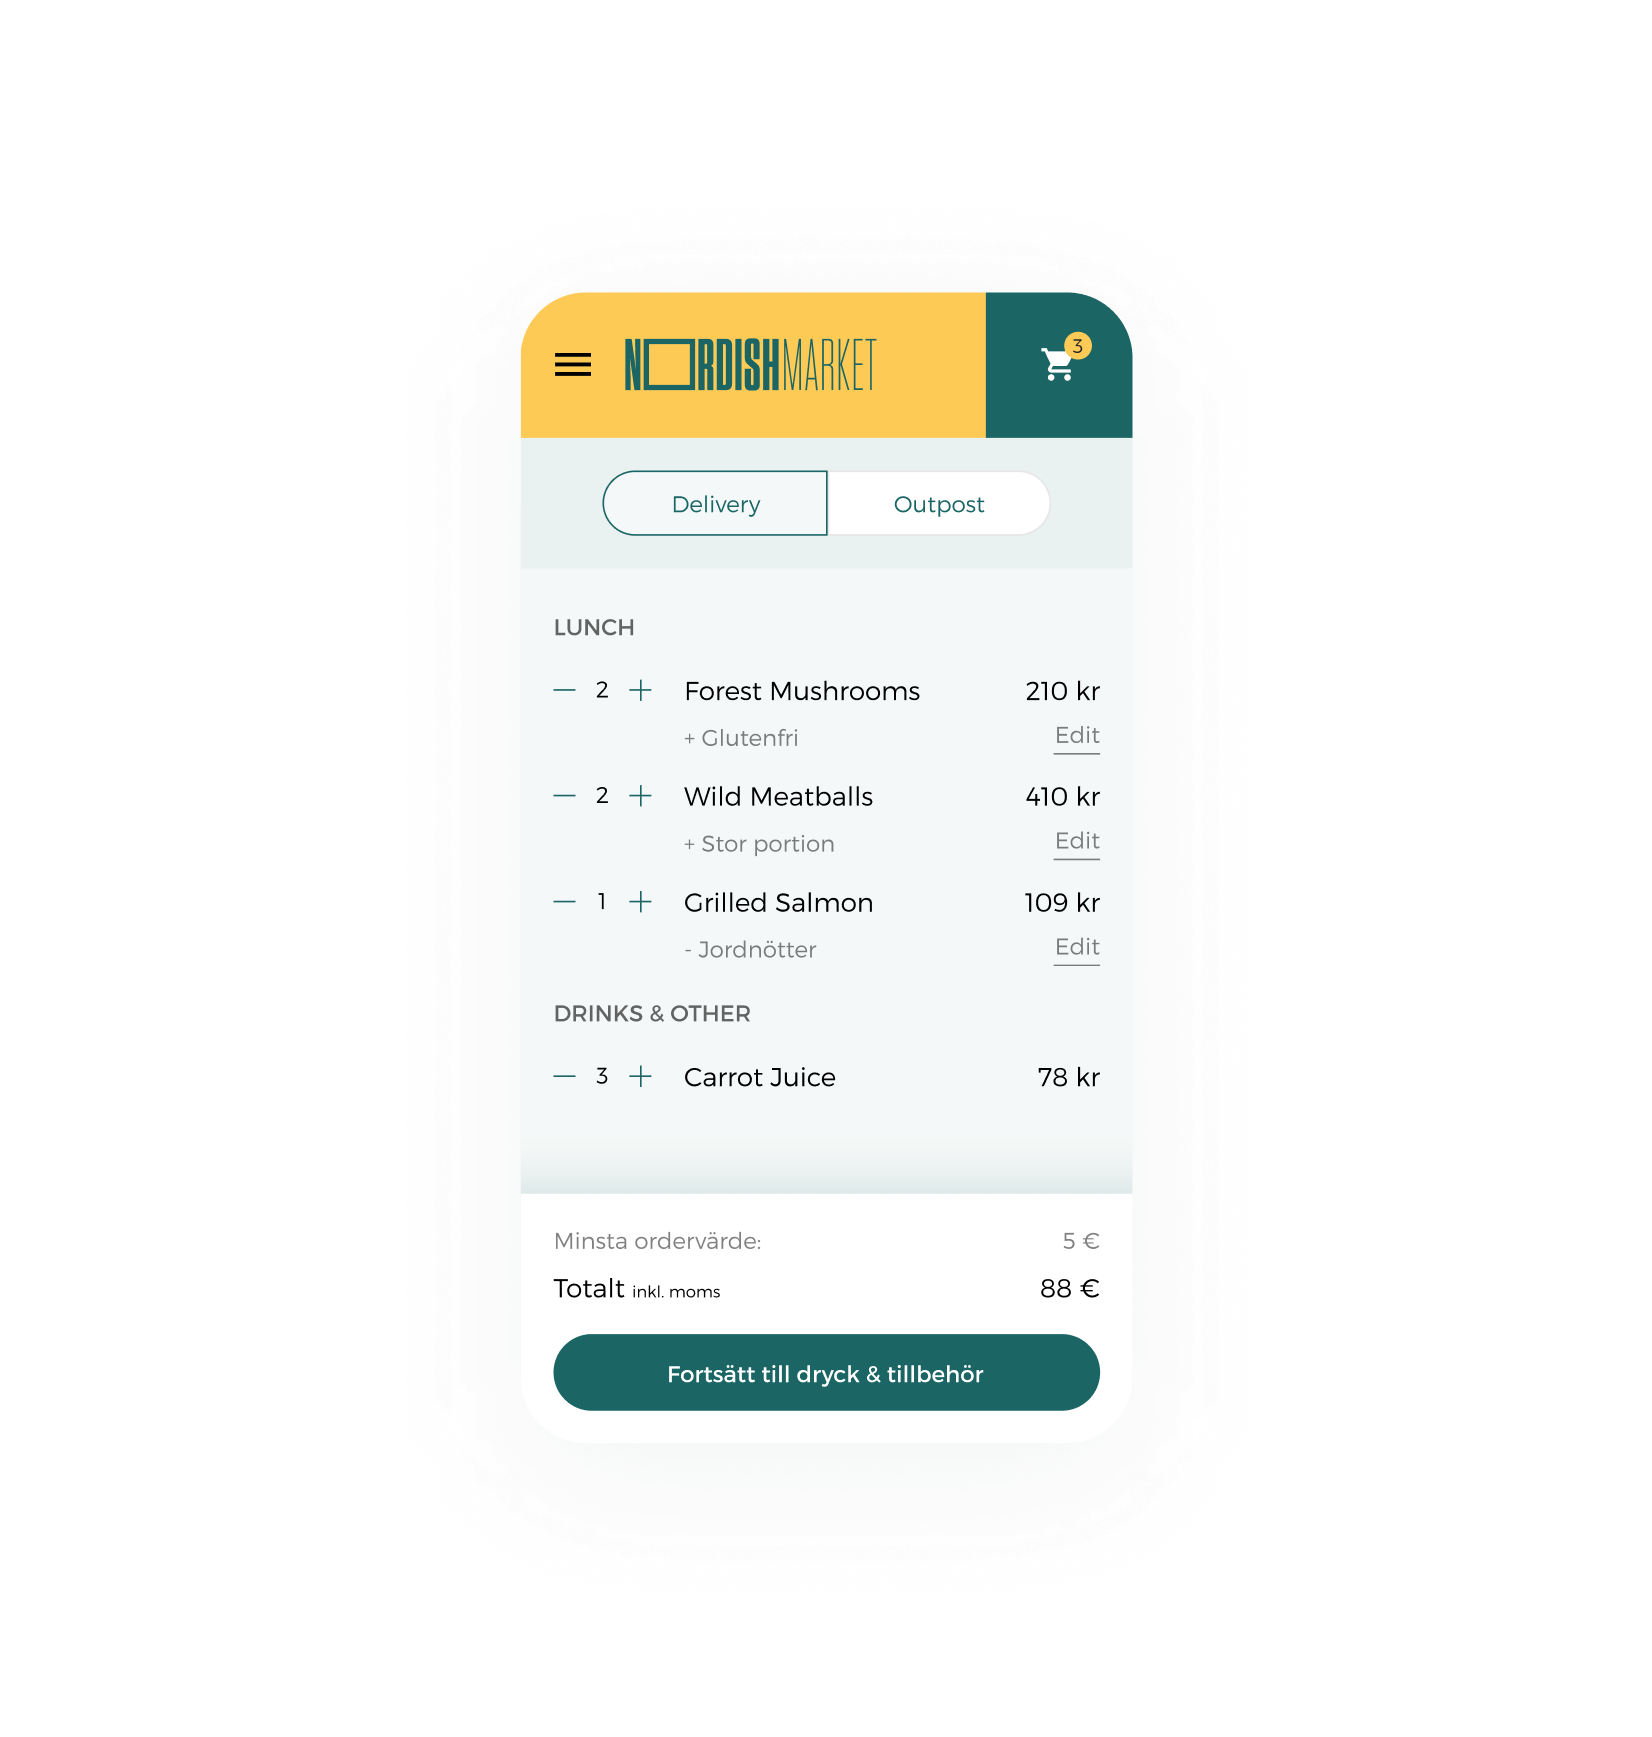 NORDISHMARKET
3
Delivery Outpost
LUNCH
2 Forest Mushrooms 210 kr
+ Glutenfri Edit
2 Wild Meatballs 410 kr
+ Stor portion Edit
1 Grilled Salmon 109 kr
- Jordnötter Edit
DRINKS & OTHER
3 Carrot Juice 78 kr
Minsta ordervärde: 5 €
Totalt inkl. moms 88 €
Fortsätt till dryck & tillbehör